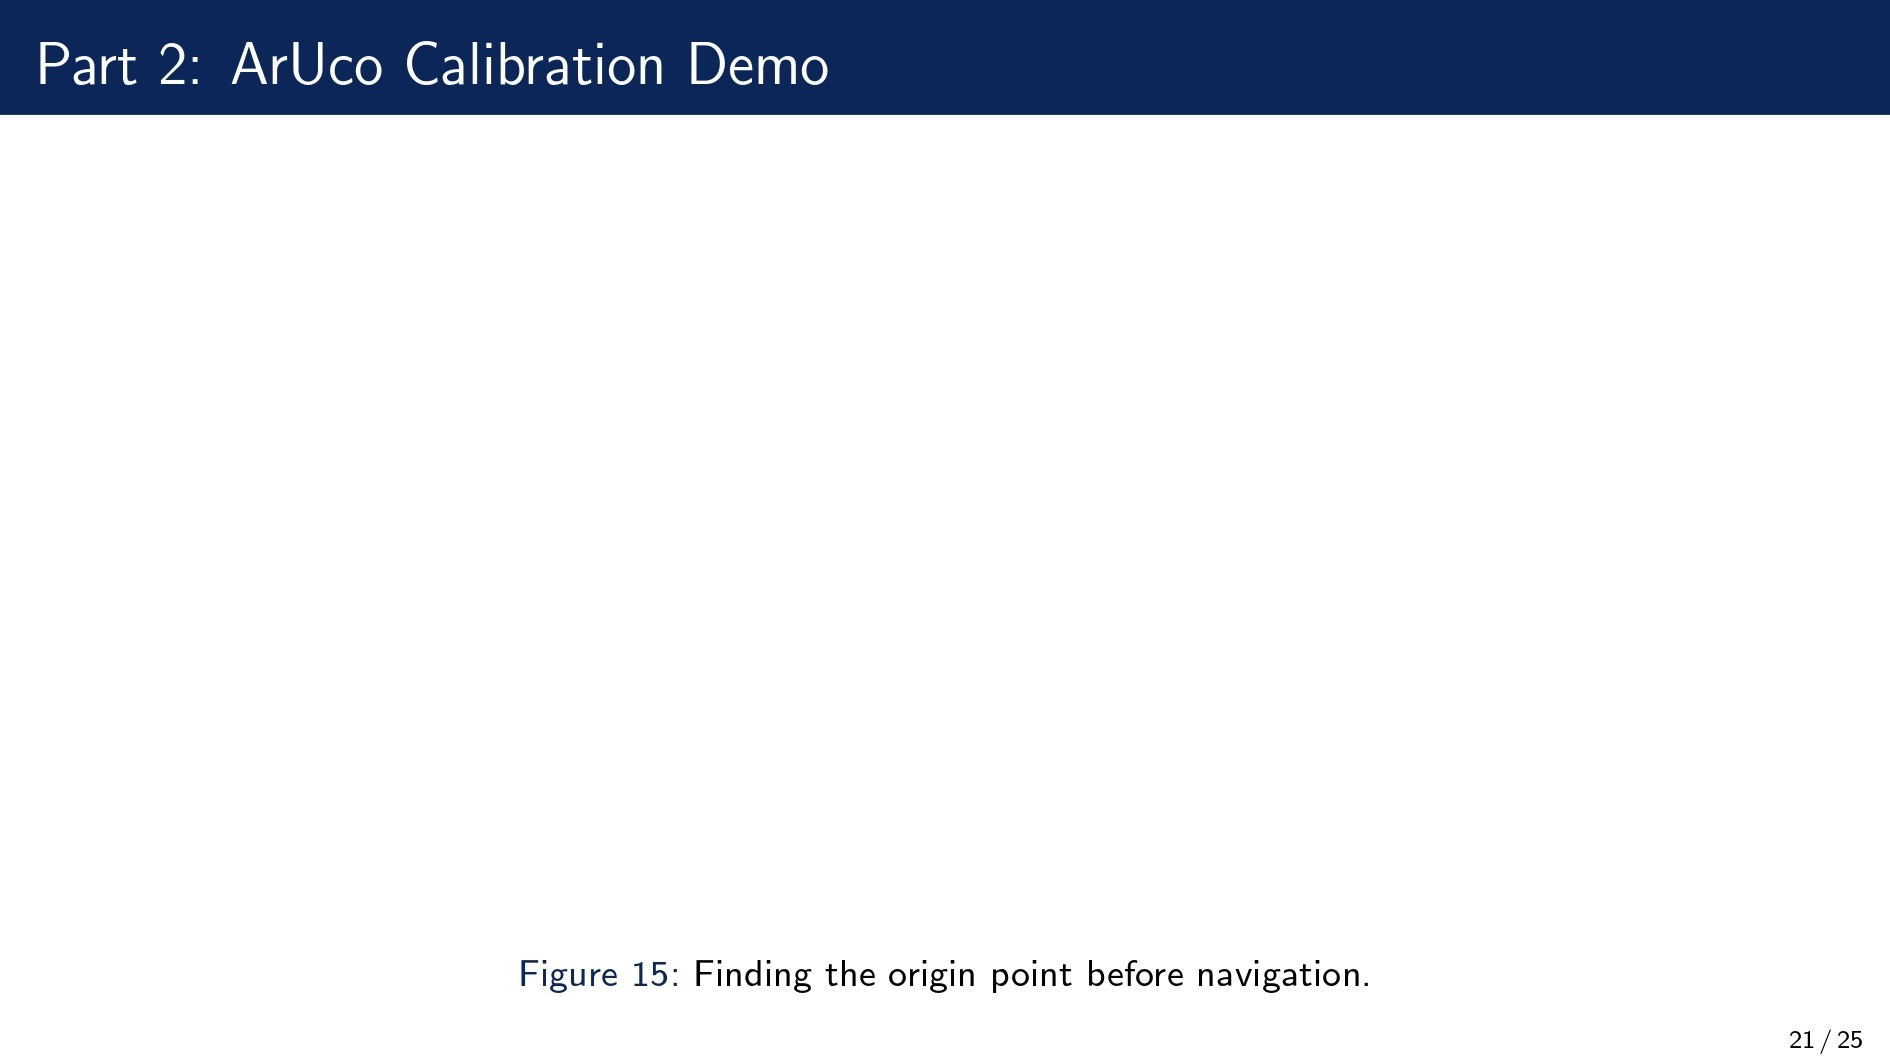 Part 2: ArUco Calibration Demo
Figure 15: Finding the origin point before navigation.
21 / 25